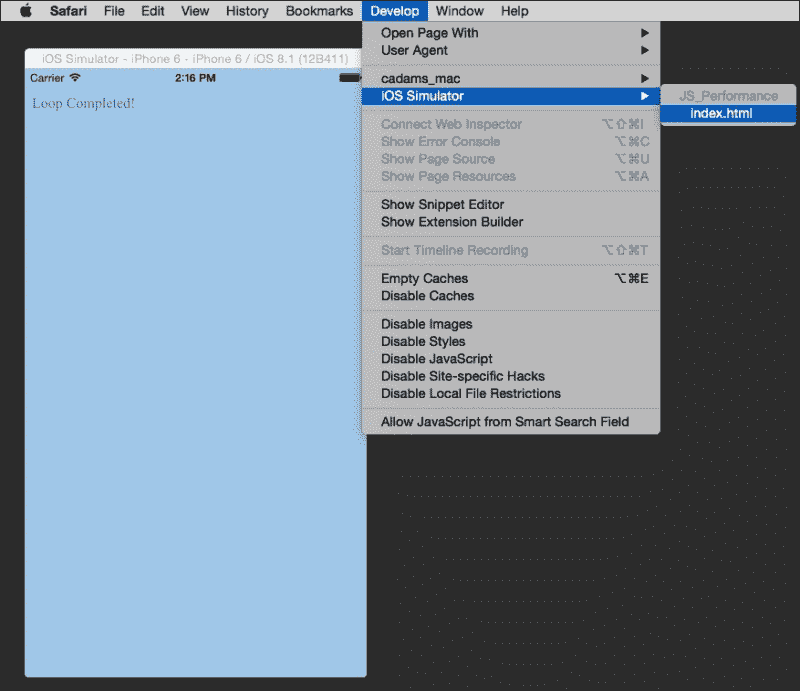 Safari File Edit View History Bookmarks Develop Window Help
iOS Simulator - iPhone 6 - iPhone 6 / iOS 8.1 (12B411)
Carrier 2:16 PM
Loop Completed!
Open Page With ▶
User Agent ▶
cadams_mac ▶
iOS Simulator ▶
JS_Performance
index.html
Connect Web Inspector ⌥⇧⌘I
Show Error Console ⌥⌘C
Show Page Source ⌥⌘U
Show Page Resources ⌥⌘A
Show Snippet Editor
Show Extension Builder
Start Timeline Recording ⌥⇧⌘T
Empty Caches ⌥⌘E
Disable Caches
Disable Images
Disable Styles
Disable JavaScript
Disable Site-specific Hacks
Disable Local File Restrictions
Allow JavaScript from Smart Search Field